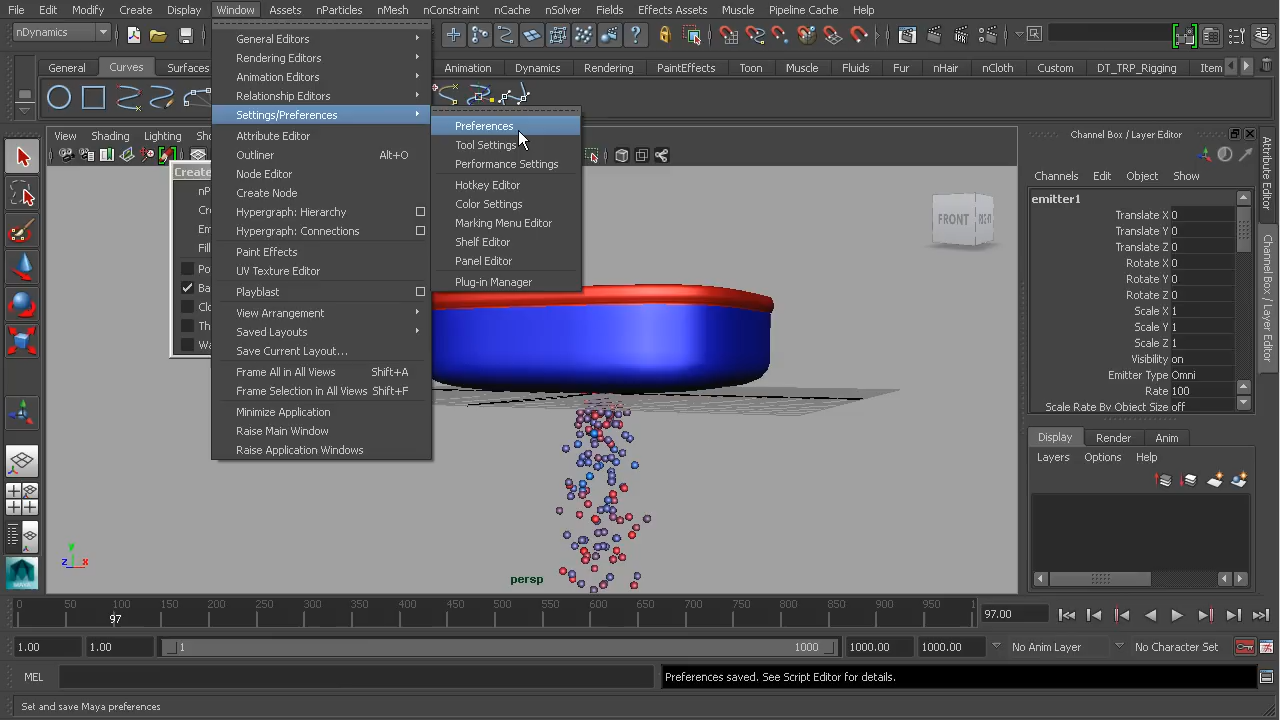 File Edit Modify Create Display Window Assets nParticles nMesh nConstraint nCache nSolver Fields Effects Assets Muscle Pipeline Cache Help
nDynamics
General Curves Surfaces Animation Dynamics Rendering PaintEffects Toon Muscle Fluids Fur nHair nCloth Custom DT_TRP_Rigging Item
General Editors
Rendering Editors
Animation Editors
Relationship Editors
Settings/Preferences
Attribute Editor
Outliner Alt+O
Node Editor
Create Node
Hypergraph: Hierarchy
Hypergraph: Connections
Paint Effects
UV Texture Editor
Playblast
View Arrangement
Saved Layouts
Save Current Layout...
Frame All in All Views Shift+A
Frame Selection in All Views Shift+F
Minimize Application
Raise Main Window
Raise Application Windows
Preferences
Tool Settings
Performance Settings
Hotkey Editor
Color Settings
Marking Menu Editor
Shelf Editor
Panel Editor
Plug-in Manager
View Shading Lighting
Create
FRONT
persp
y
z x
Channel Box / Layer Editor
Channels Edit Object Show
emitter1
Translate X 0
Translate Y 0
Translate Z 0
Rotate X 0
Rotate Y 0
Rotate Z 0
Scale X 1
Scale Y 1
Scale Z 1
Visibility on
Emitter Type Omni
Rate 100
Scale Rate By Object Size off
Channel Box / Layer Editor
Display Render Anim
Layers Options Help
0 50 100 150 200 250 300 350 400 450 500 550 600 650 700 750 800 850 900 950 1
97
97.00
1.00 1.00 1 1000 1000.00 1000.00 No Anim Layer No Character Set
MEL
Preferences saved. See Script Editor for details.
Set and save Maya preferences